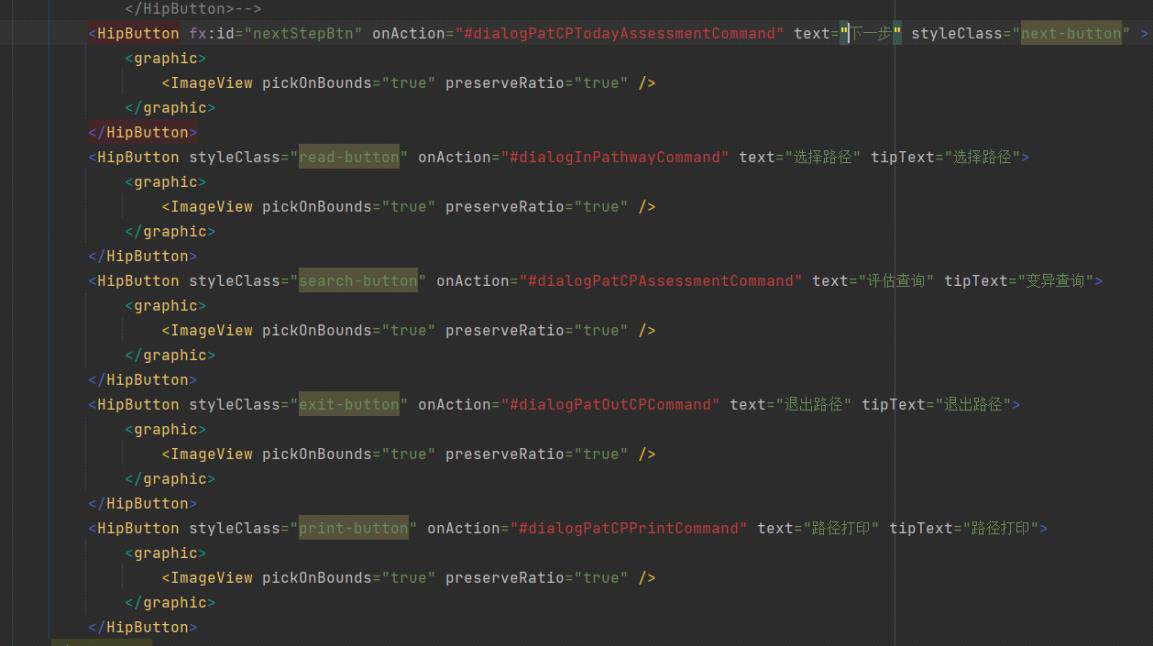 </HipButton>-->
<HipButton fx:id="nextStepBtn" onAction="#dialogPatCPTodayAssessmentCommand" text="下一步" styleClass="next-button" >
<graphic>
<ImageView pickOnBounds="true" preserveRatio="true" />
</graphic>
</HipButton>
<HipButton styleClass="read-button" onAction="#dialogInPathwayCommand" text="选择路径" tipText="选择路径">
<graphic>
<ImageView pickOnBounds="true" preserveRatio="true" />
</graphic>
</HipButton>
<HipButton styleClass="search-button" onAction="#dialogPatCPAssessmentCommand" text="评估查询" tipText="变异查询">
<graphic>
<ImageView pickOnBounds="true" preserveRatio="true" />
</graphic>
</HipButton>
<HipButton styleClass="exit-button" onAction="#dialogPatOutCPCommand" text="退出路径" tipText="退出路径">
<graphic>
<ImageView pickOnBounds="true" preserveRatio="true" />
</graphic>
</HipButton>
<HipButton styleClass="print-button" onAction="#dialogPatCPPrintCommand" text="路径打印" tipText="路径打印">
<graphic>
<ImageView pickOnBounds="true" preserveRatio="true" />
</graphic>
</HipButton>